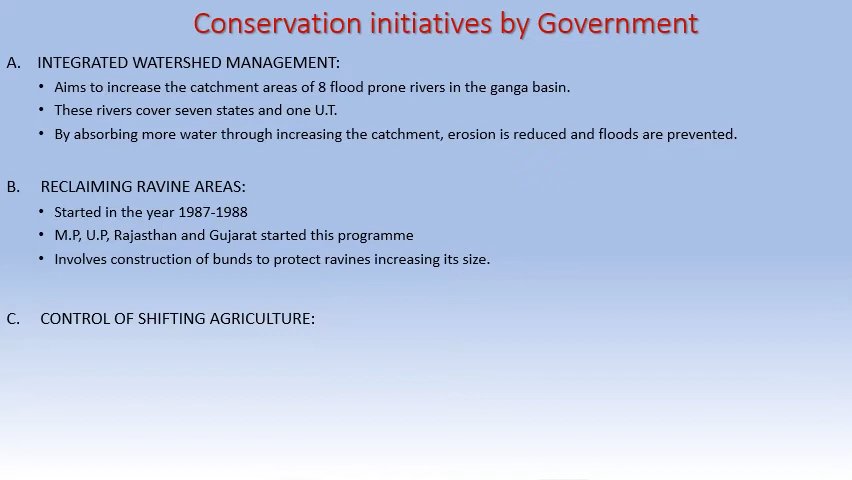 Conservation initiatives by Government
A. INTEGRATED WATERSHED MANAGEMENT:
• Aims to increase the catchment areas of 8 flood prone rivers in the ganga basin.
• These rivers cover seven states and one U.T.
• By absorbing more water through increasing the catchment, erosion is reduced and floods are prevented.
B. RECLAIMING RAVINE AREAS:
• Started in the year 1987-1988
• M.P, U.P, Rajasthan and Gujarat started this programme
• Involves construction of bunds to protect ravines increasing its size.
C. CONTROL OF SHIFTING AGRICULTURE: